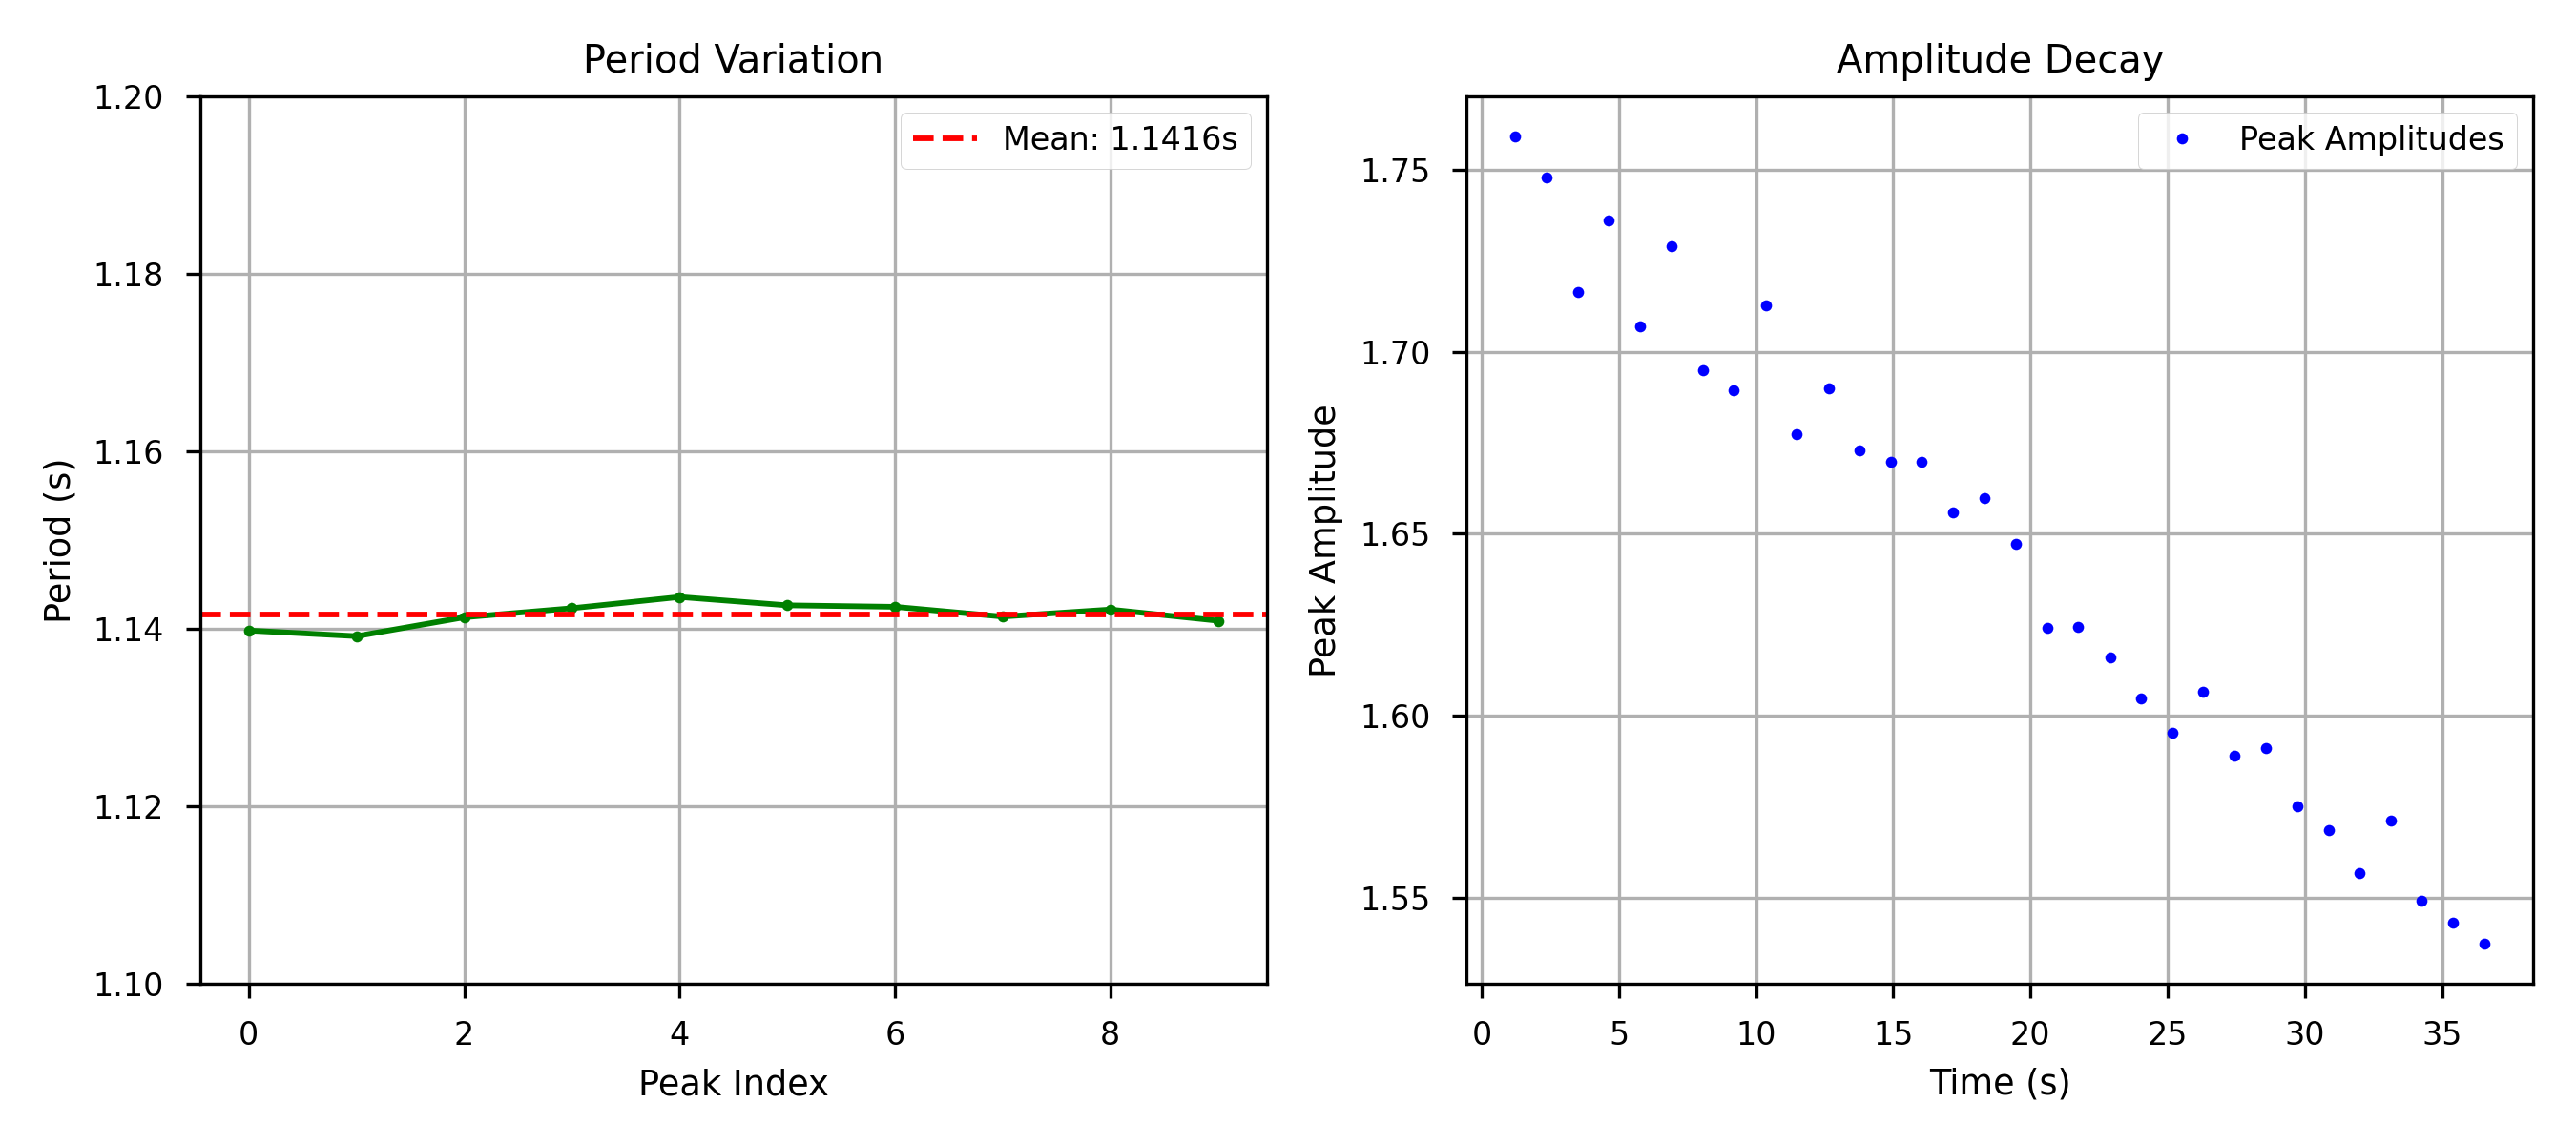 Period Variation
1.20
1.18
1.16
1.14
1.12
1.10
Period (s)
0 2 4 6 8
Peak Index
Mean: 1.1416s
Amplitude Decay
1.75
1.70
1.65
1.60
1.55
Peak Amplitude
0 5 10 15 20 25 30 35
Time (s)
Peak Amplitudes